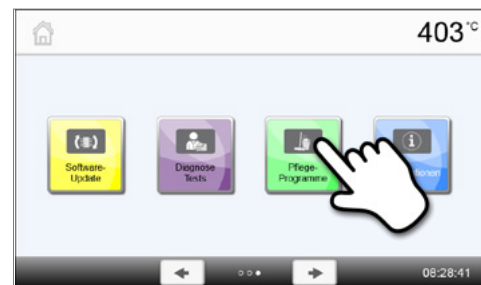 403 °C
Software-
Update
Diagnose
Tests
Pflege-
Programme
08:28:41